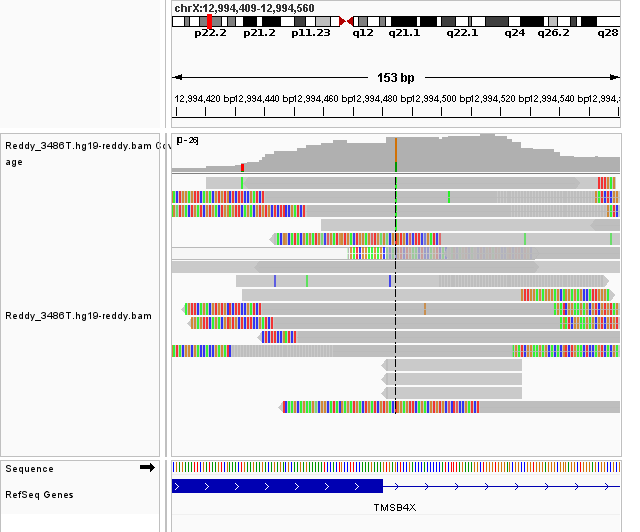 chrX:12,994,409-12,994,560
p22.2 p21.2 p11.23 q12 q21.1 q22.1 q24 q26.2 q28
153 bp
12,994,420 bp 12,994,440 bp 12,994,460 bp 12,994,480 bp 12,994,500 bp 12,994,520 bp 12,994,540 bp
[0-26]
Reddy_3486T.hg19-reddy.bam Cov
age
Reddy_3486T.hg19-reddy.bam
Sequence
RefSeq Genes
TMSB4X